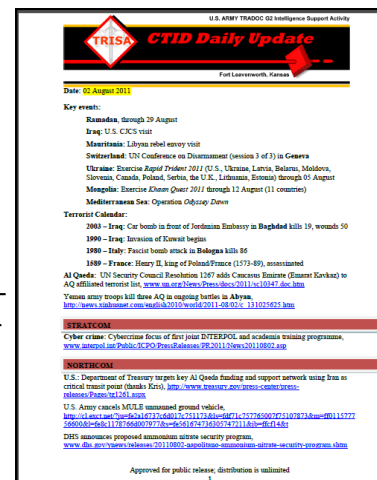 U.S. ARMY TRADOC G2 Intelligence Support Activity
TRISA
CTID Daily Update
Fort Leavenworth, Kansas
Date: 02 August 2011
Key events:
Ramadan, through 29 August
Iraq: U.S. CJCS visit
Mauritania: Libyan rebel envoy visit
Switzerland: UN Conference on Disarmament (session 3 of 3) in Geneva
Ukraine: Exercise Rapid Trident 2011 (U.S., Ukraine, Latvia, Belarus, Moldova,
Slovenia, Canada, Poland, Serbia, the U.K., Lithuania, Estonia) through 05 August
Mongolia: Exercise Khaan Quest 2011 through 12 August (11 countries)
Mediterranean Sea: Operation Odyssey Dawn
Terrorist Calendar:
2003 – Iraq: Car bomb in front of Jordanian Embassy in Baghdad kills 19, wounds 50
1990 – Iraq: Invasion of Kuwait begins
1980 – Italy: Fascist bomb attack in Bologna kills 86
1589 – France: Henry II, king of Poland/France (1573-89), assassinated
Al Qaeda: UN Security Council Resolution 1267 adds Caucasus Emirate (Emarat Kavkaz) to
AQ affiliated terrorist list, www.un.org/News/Press/docs/2011/sc10347.doc.htm
Yemen army troops kill three AQ in ongoing battles in Abyan,
http://news.xinhuanet.com/english2010/world/2011-08/02/c_131025625.htm
STRATCOM
Cyber crime: Cybercrime focus of first joint INTERPOL and academia training programme,
www.interpol.int/Public/ICPO/PressReleases/PR2011/News20110802.asp
NORTHCOM
U.S.: Department of Treasury targets key Al Qaeda funding and support network using Iran as
critical transit point (thanks Kris), http://www.treasury.gov/press-center/press-
releases/Pages/tg1261.aspx
U.S. Army cancels MULE unmanned ground vehicle,
DHS announces proposed ammonium nitrate security program,
www.dhs.gov/ynews/releases/20110802-napolitano-ammonium-nitrate-security-program.shtm
Approved for public release; distribution is unlimited
1